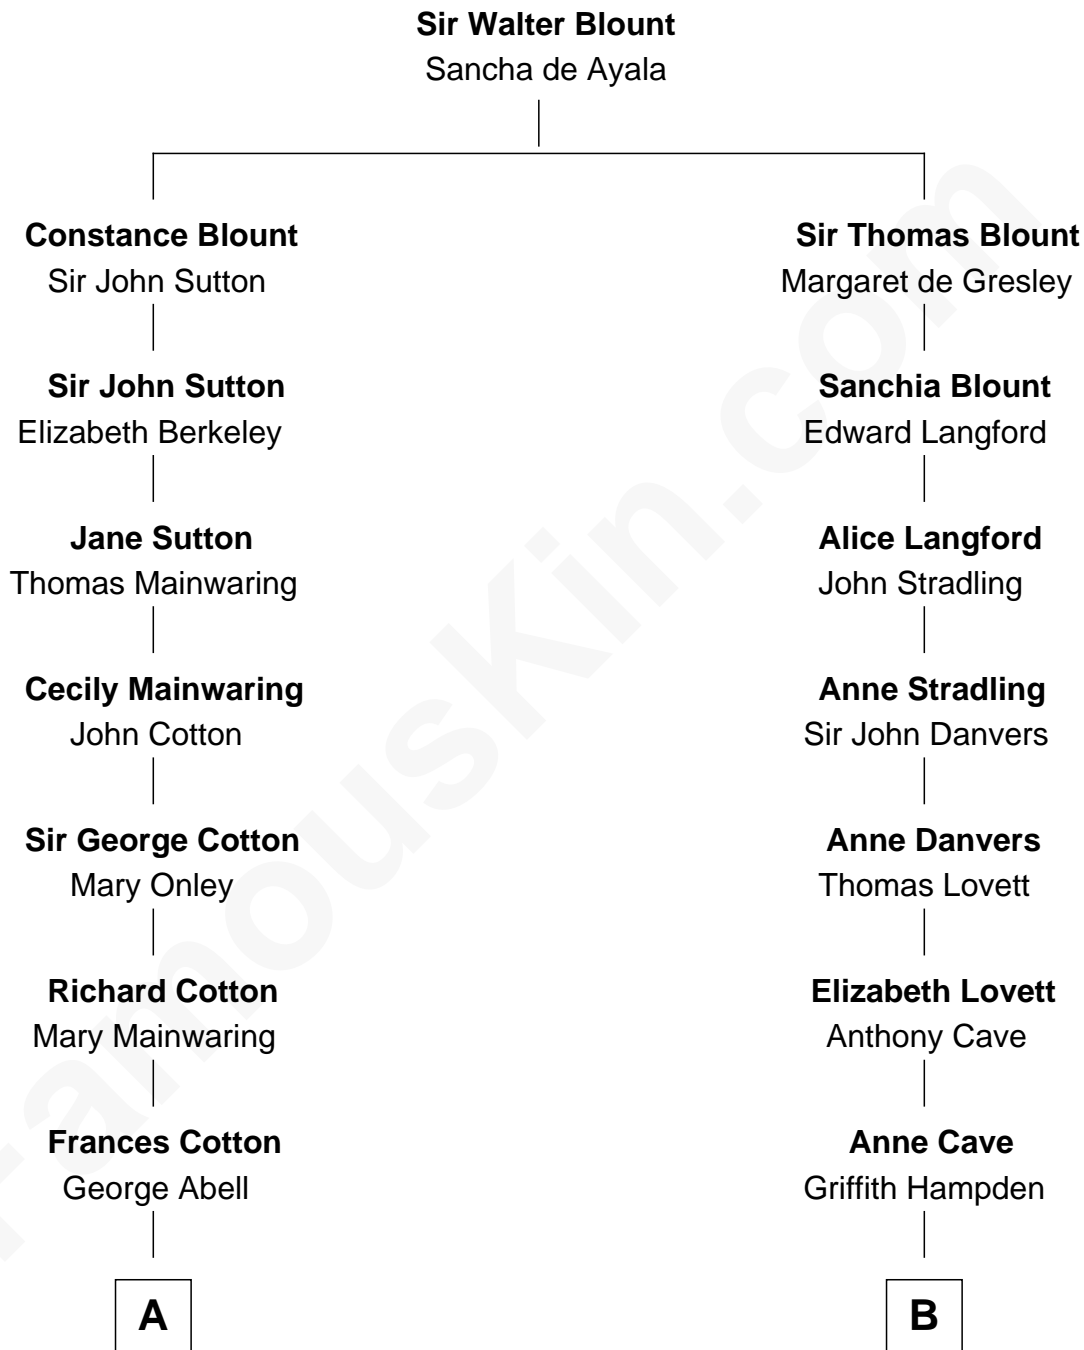 Sir Walter Blount
Sancha de Ayala
Constance Blount
Sir John Sutton
Sir Thomas Blount
Margaret de Gresley
Sir John Sutton
Elizabeth Berkeley
Sanchia Blount
Edward Langford
Jane Sutton
Thomas Mainwaring
Alice Langford
John Stradling
Cecily Mainwaring
John Cotton
Anne Stradling
Sir John Danvers
Sir George Cotton
Mary Onley
Anne Danvers
Thomas Lovett
Richard Cotton
Mary Mainwaring
Elizabeth Lovett
Anthony Cave
Frances Cotton
George Abell
Anne Cave
Griffith Hampden
A
B
FamousKin.com